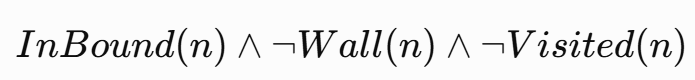 InBound(n) ∧ ¬Wall(n) ∧ ¬Visited(n)